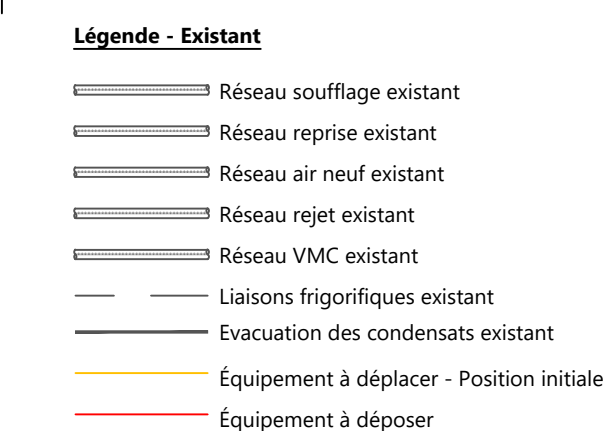 Légende - Existant
Réseau soufflage existant
Réseau reprise existant
Réseau air neuf existant
Réseau rejet existant
Réseau VMC existant
Liaisons frigorifiques existant
Evacuation des condensats existant
Équipement à déplacer - Position initiale
Équipement à déposer